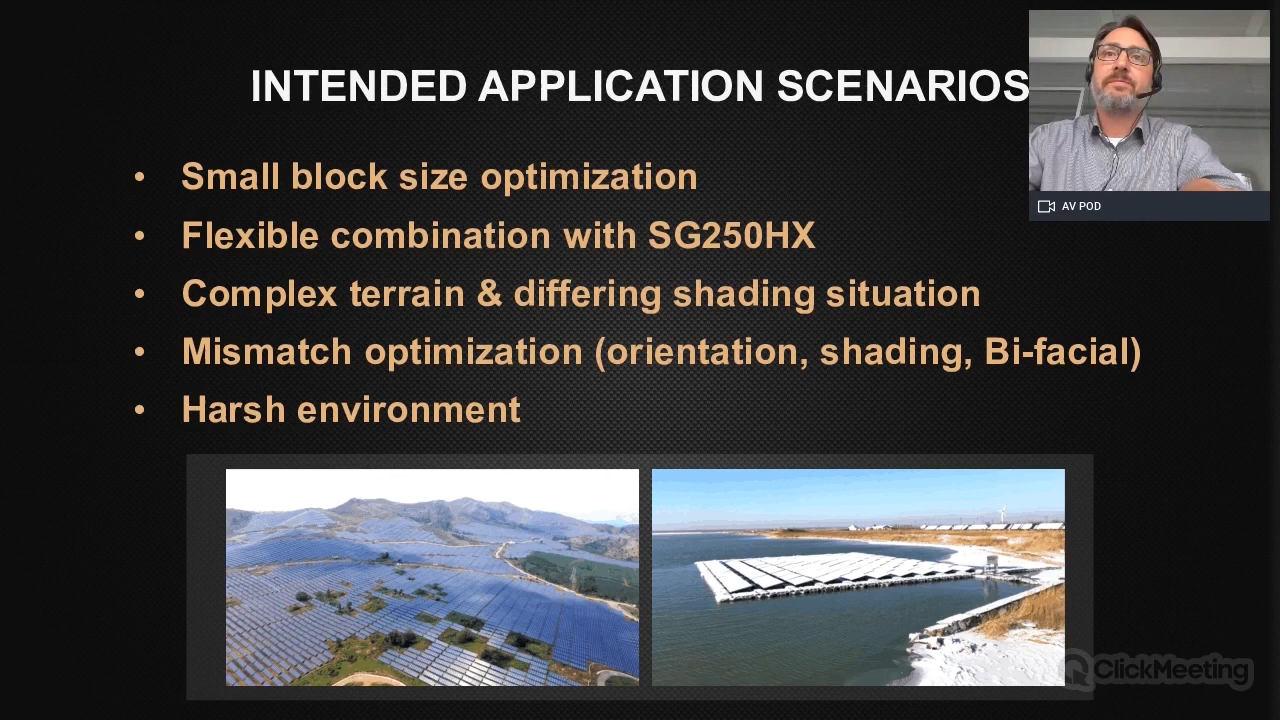 INTENDED APPLICATION SCENARIOS
• Small block size optimization
• Flexible combination with SG250HX
• Complex terrain & differing shading situation
• Mismatch optimization (orientation, shading, Bi-facial)
• Harsh environment
AV POD
ClickMeeting